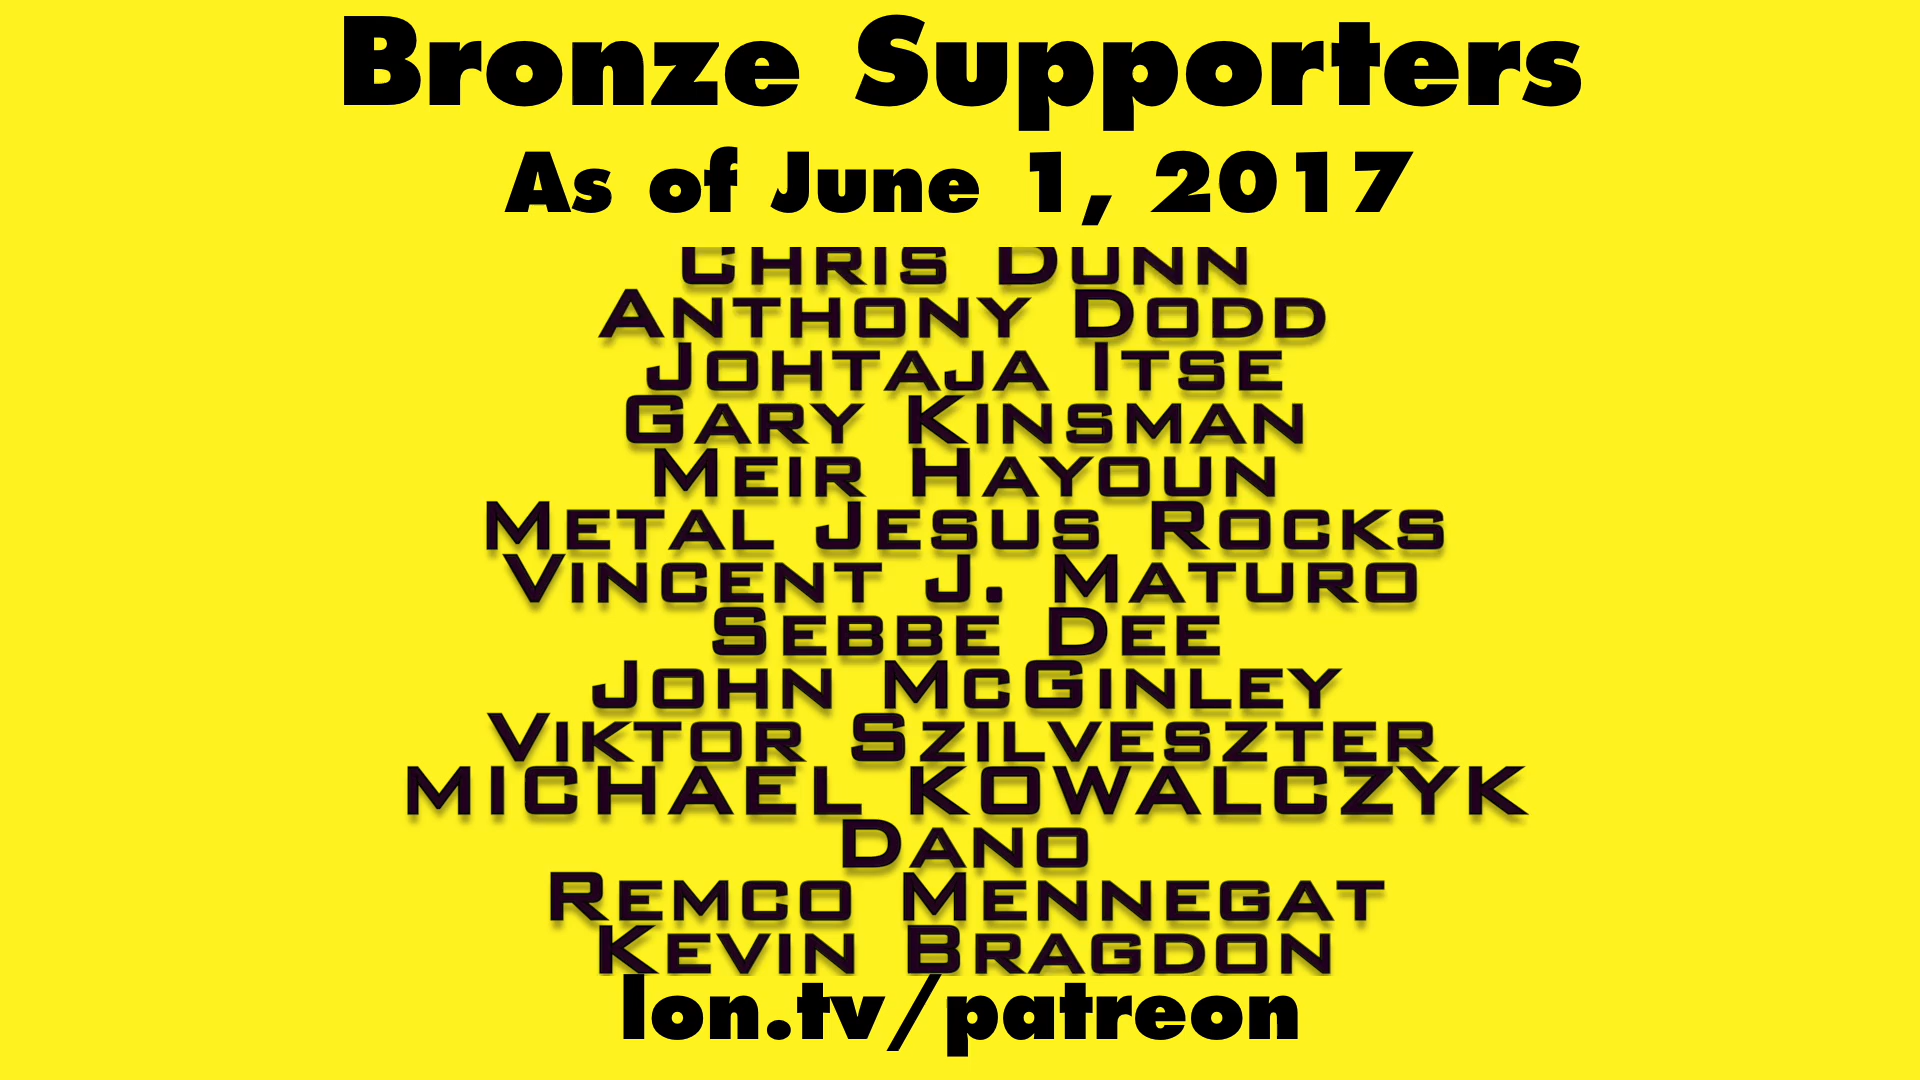 Bronze Supporters
As of June 1, 2017
Chris Dunn
Anthony Dodd
Johtaja Itse
Gary Kinsman
Meir Hayoun
Metal Jesus Rocks
Vincent J. Maturo
Sebbe Dee
John McGinley
Viktor Szilveszter
MICHAEL KOWALCZYK
Dano
Remco Mennegat
Kevin Bragdon
lon.tv/patreon